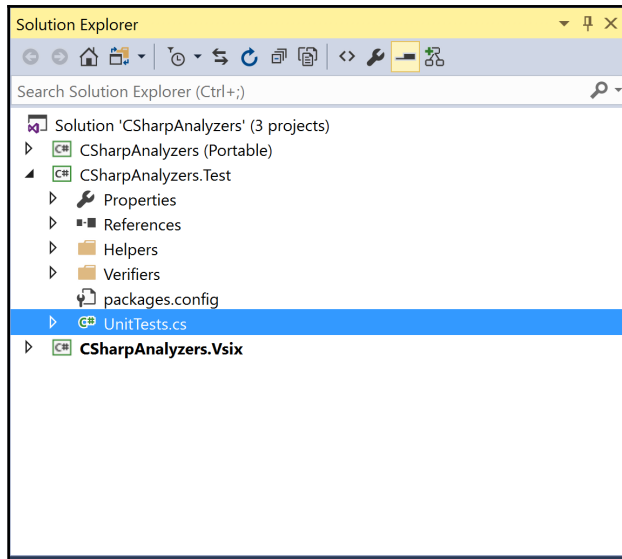 Solution Explorer
Search Solution Explorer (Ctrl+;)
Solution 'CSharpAnalyzers' (3 projects)
C# CSharpAnalyzers (Portable)
C# CSharpAnalyzers.Test
Properties
References
Helpers
Verifiers
packages.config
C# UnitTests.cs
C# CSharpAnalyzers.Vsix